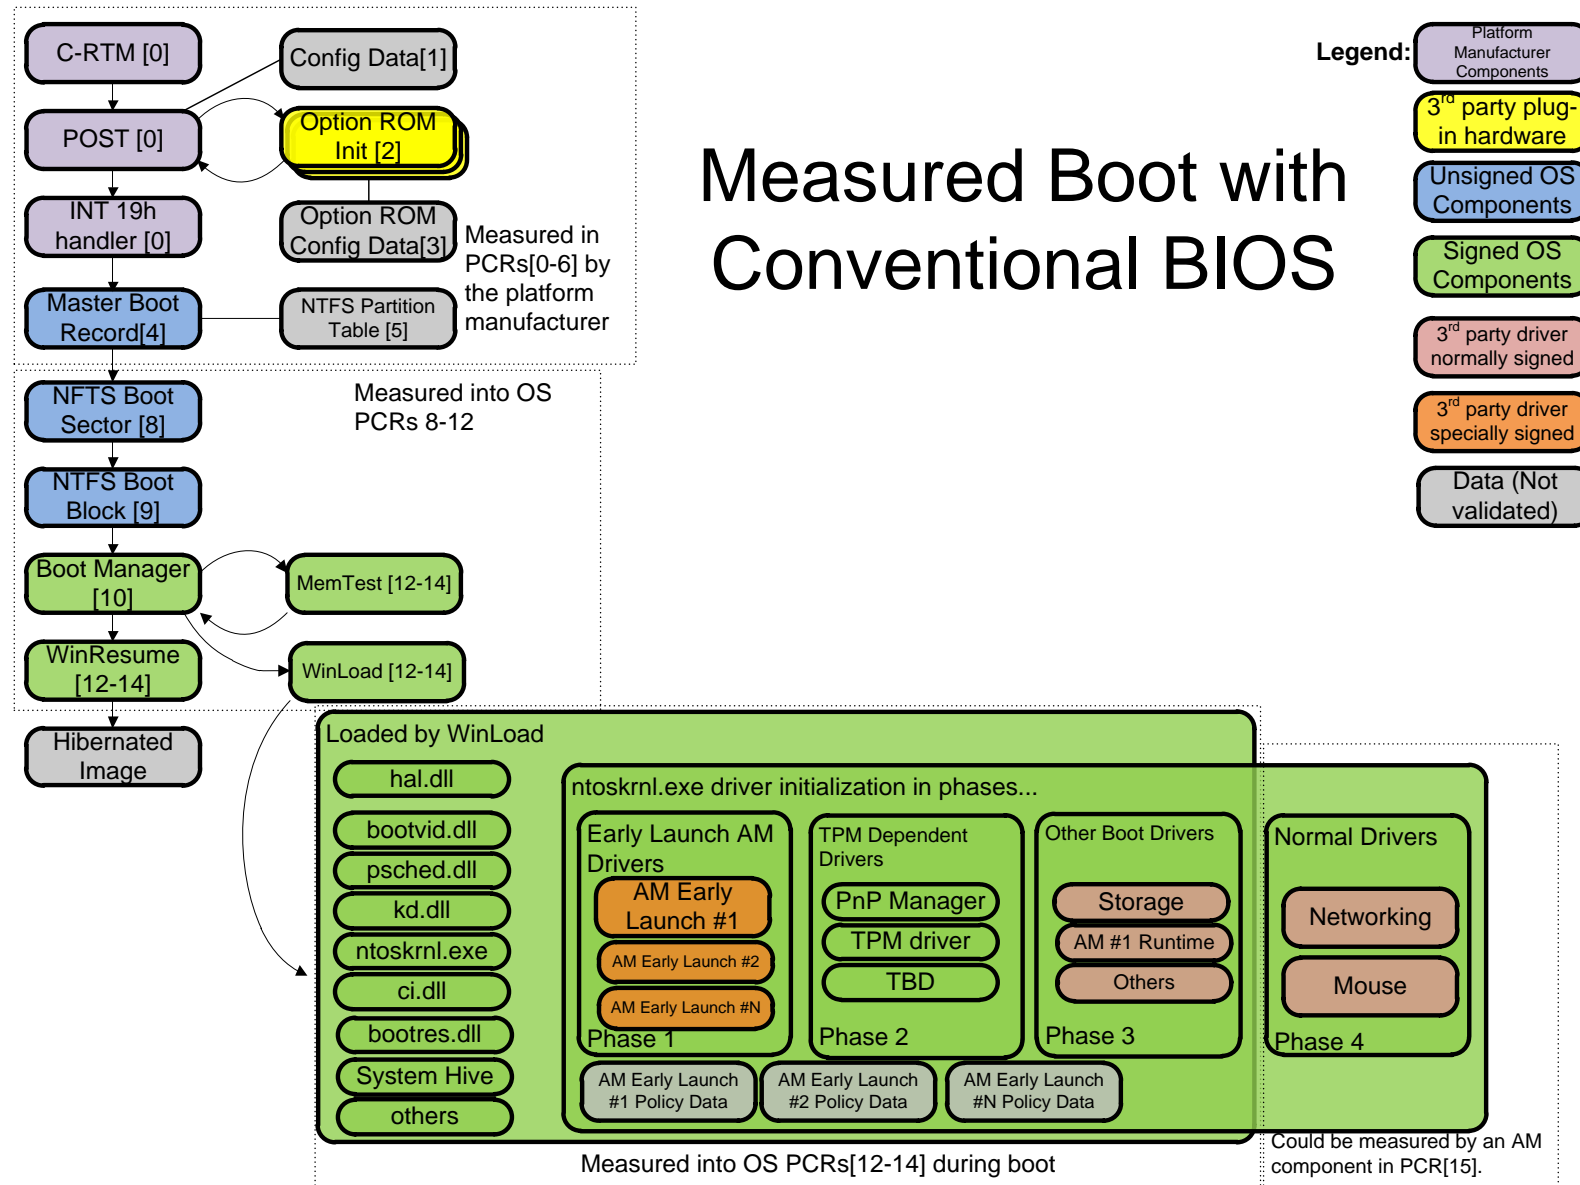 C-RTM [0]
Config Data[1]
POST [0]
Option ROM
Init [2]
INT 19h
handler [0]
Option ROM
Config Data[3]
Measured in
PCRs[0-6] by
the platform
manufacturer
Master Boot
Record[4]
NTFS Partition
Table [5]
NFTS Boot
Sector [8]
Measured into OS
PCRs 8-12
NTFS Boot
Block [9]
Boot Manager
[10]
MemTest [12-14]
WinResume
[12-14]
WinLoad [12-14]
Hibernated
Image
Measured Boot with
Conventional BIOS
Legend:
Platform
Manufacturer
Components
3rd party plug-
in hardware
Unsigned OS
Components
Signed OS
Components
3rd party driver
normally signed
3rd party driver
specially signed
Data (Not
validated)
Loaded by WinLoad
hal.dll
bootvid.dll
psched.dll
kd.dll
ntoskrnl.exe
ci.dll
bootres.dll
System Hive
others
ntoskrnl.exe driver initialization in phases...
Early Launch AM
Drivers
AM Early
Launch #1
AM Early Launch #2
AM Early Launch #N
Phase 1
TPM Dependent
Drivers
PnP Manager
TPM driver
TBD
Phase 2
Other Boot Drivers
Storage
AM #1 Runtime
Others
Phase 3
Normal Drivers
Networking
Mouse
Phase 4
AM Early Launch
#1 Policy Data
AM Early Launch
#2 Policy Data
AM Early Launch
#N Policy Data
Measured into OS PCRs[12-14] during boot
Could be measured by an AM
component in PCR[15].